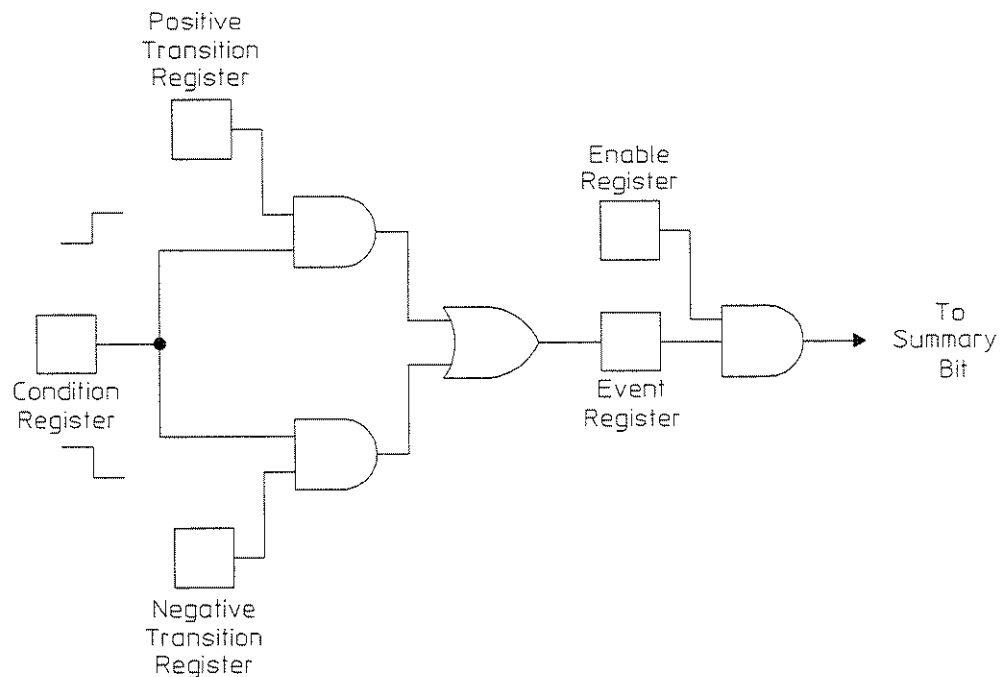 Positive
Transition
Register
Enable
Register
To
Summary
Bit
Condition
Register
Event
Register
Negative
Transition
Register